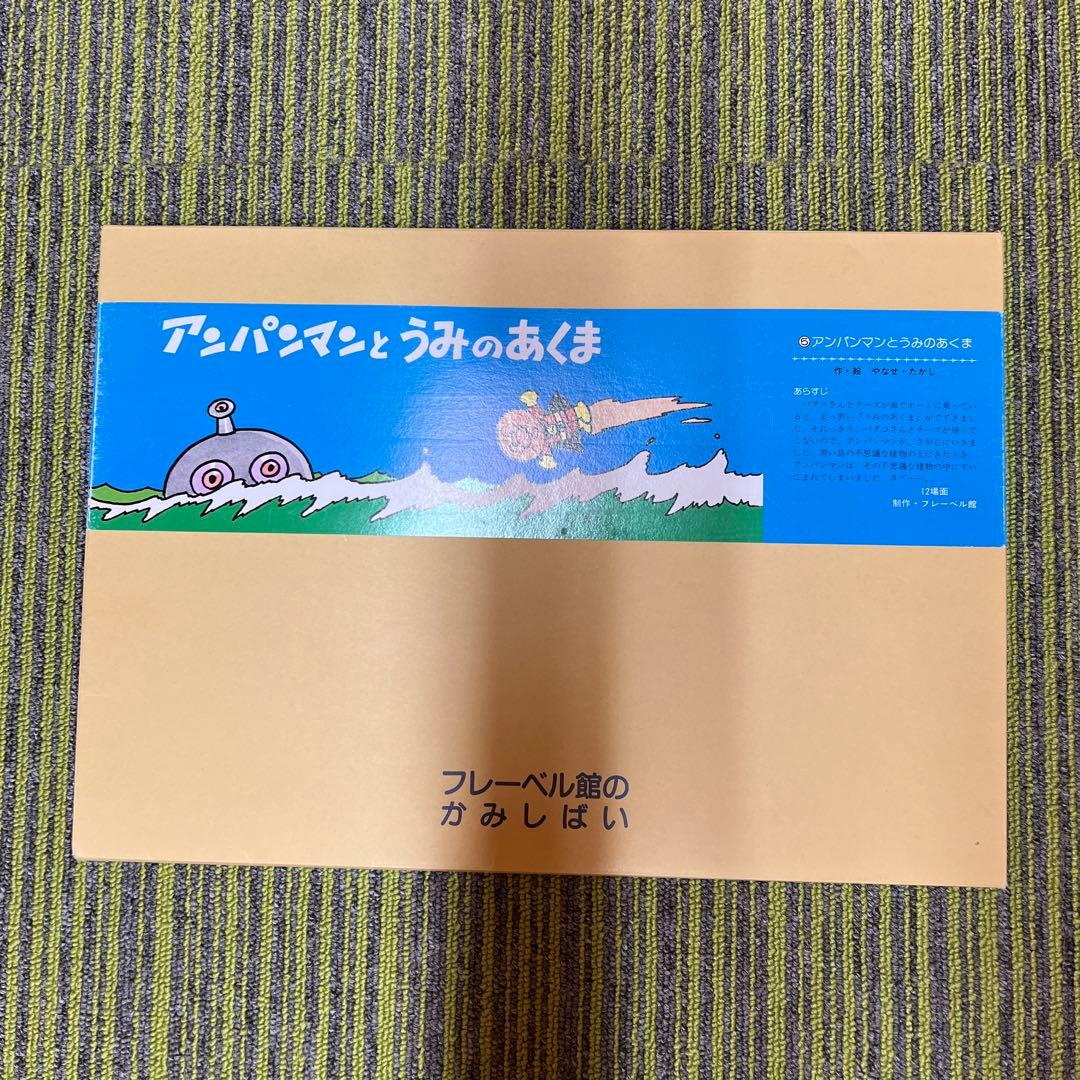 アンパンマンと うみのあくま
⑤アンパンマンとうみのあくま
作・絵 やなせ・たかし
あらすじ
バタコさんとチーズが海でボートに乗ってい
ると、まっ黒い『うみのあくま』がでてきまし
た。それっきり、バタコさんとチーズが帰って
こないので、アンパンマンが、さがしにいきま
した。黒い島の不思議な建物の上にきたとき、
アンパンマンは、その不思議な建物の中にすい
こまれてしまいました。さて……
12場面
制作・フレーベル館
フレーベル館の
かみしばい